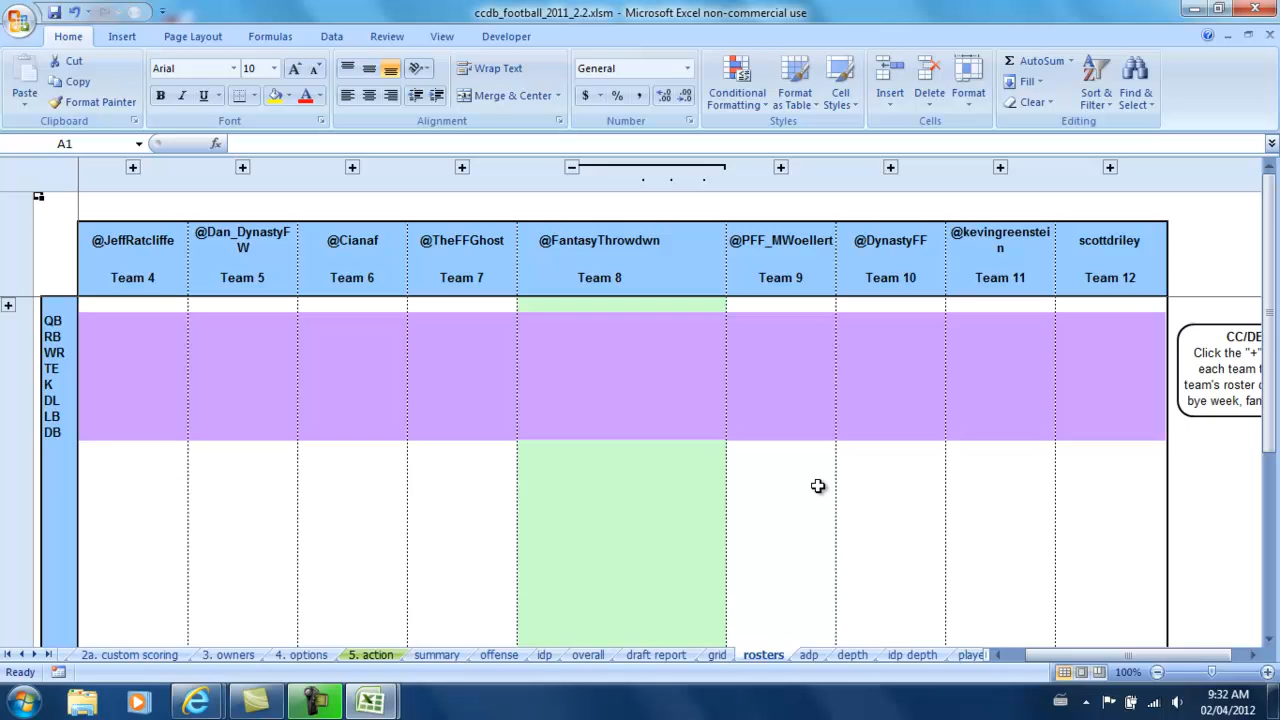 ccdb_football_2011_2.2.xlsm - Microsoft Excel non-commercial use
Home Insert Page Layout Formulas Data Review View Developer
Paste
Cut
Copy
Format Painter
Clipboard
Arial 10
B I U
Font
Wrap Text
Merge & Center
Alignment
General
$ % ,
Number
Conditional Formatting
Format as Table
Cell Styles
Styles
Insert Delete Format
Cells
AutoSum
Fill
Clear
Sort & Filter
Find & Select
Editing
A1
fx
@JeffRatcliffe
Team 4
@Dan_DynastyF
W
Team 5
@Cianaf
Team 6
@TheFFGhost
Team 7
@FantasyThrowdwn
Team 8
@PFF_MWoellert
Team 9
@DynastyFF
Team 10
@kevingreenstei
n
Team 11
scottdriley
Team 12
QB
RB
WR
TE
K
DL
LB
DB
CC/DE
Click the "+"
each team t
team's roster c
bye week, fan
2a. custom scoring 3. owners 4. options 5. action summary offense idp overall draft report grid rosters adp depth idp depth playe
Ready
100%
9:32 AM
02/04/2012